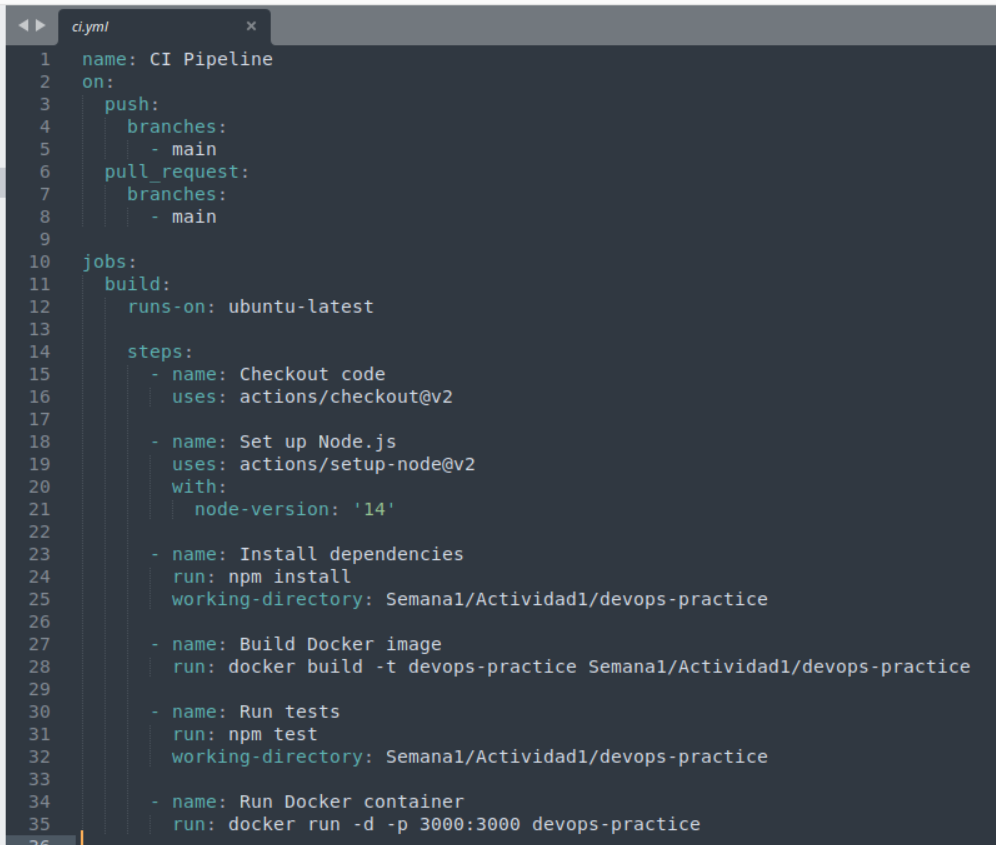 ci.yml
1 name: CI Pipeline
2 on:
3   push:
4     branches:
5       - main
6   pull_request:
7     branches:
8       - main
9
10 jobs:
11   build:
12     runs-on: ubuntu-latest
13
14     steps:
15       - name: Checkout code
16         uses: actions/checkout@v2
17
18       - name: Set up Node.js
19         uses: actions/setup-node@v2
20         with:
21           node-version: '14'
22
23       - name: Install dependencies
24         run: npm install
25         working-directory: Semana1/Actividad1/devops-practice
26
27       - name: Build Docker image
28         run: docker build -t devops-practice Semana1/Actividad1/devops-practice
29
30       - name: Run tests
31         run: npm test
32         working-directory: Semana1/Actividad1/devops-practice
33
34       - name: Run Docker container
35         run: docker run -d -p 3000:3000 devops-practice
36